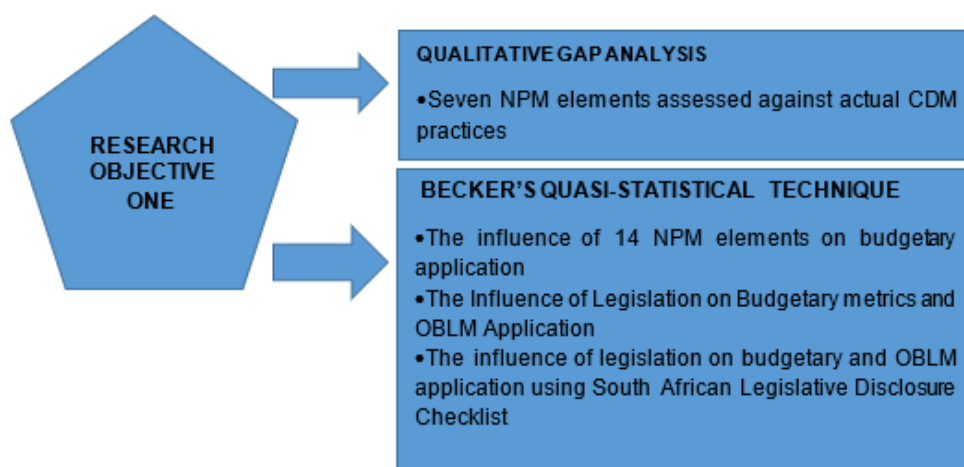 RESEARCH
OBJECTIVE
ONE
QUALITATIVE GAP ANALYSIS
•Seven NPM elements assessed against actual CDM
practices
BECKER'S QUASI-STATISTICAL TECHNIQUE
•The influence of 14 NPM elements on budgetary
application
•The Influence of Legislation on Budgetary metrics and
OBLM Application
•The influence of legislation on budgetary and OBLM
application using South African Legislative Disclosure
Checklist